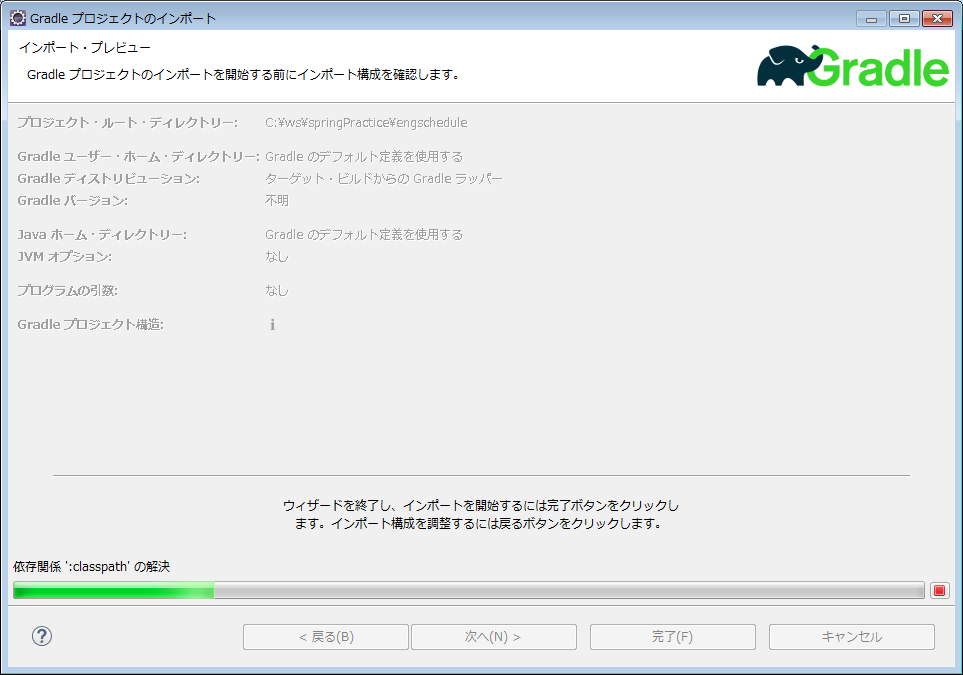 Gradle プロジェクトのインポート
インポート・プレビュー
Gradle プロジェクトのインポートを開始する前にインポート構成を確認します。
Gradle
プロジェクト・ルート・ディレクトリー: C:¥ws¥springPractice¥engschedule
Gradle ユーザー・ホーム・ディレクトリー: Gradle のデフォルト定義を使用する
Gradle ディストリビューション: ターゲット・ビルドからの Gradle ラッパー
Gradle バージョン: 不明
Java ホーム・ディレクトリー: Gradle のデフォルト定義を使用する
JVM オプション: なし
プログラムの引数: なし
Gradle プロジェクト構造: i
ウィザードを終了し、インポートを開始するには完了ボタンをクリックし
ます。インポート構成を調整するには戻るボタンをクリックします。
依存関係 ':classpath' の解決
?
< 戻る(B)
次へ(N) >
完了(F)
キャンセル